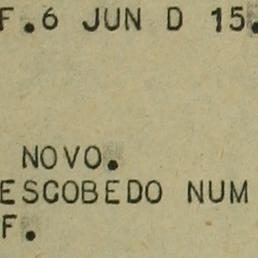 F.6 JUN D 15.
NOVO.
ESCOBEDO NUM
F.